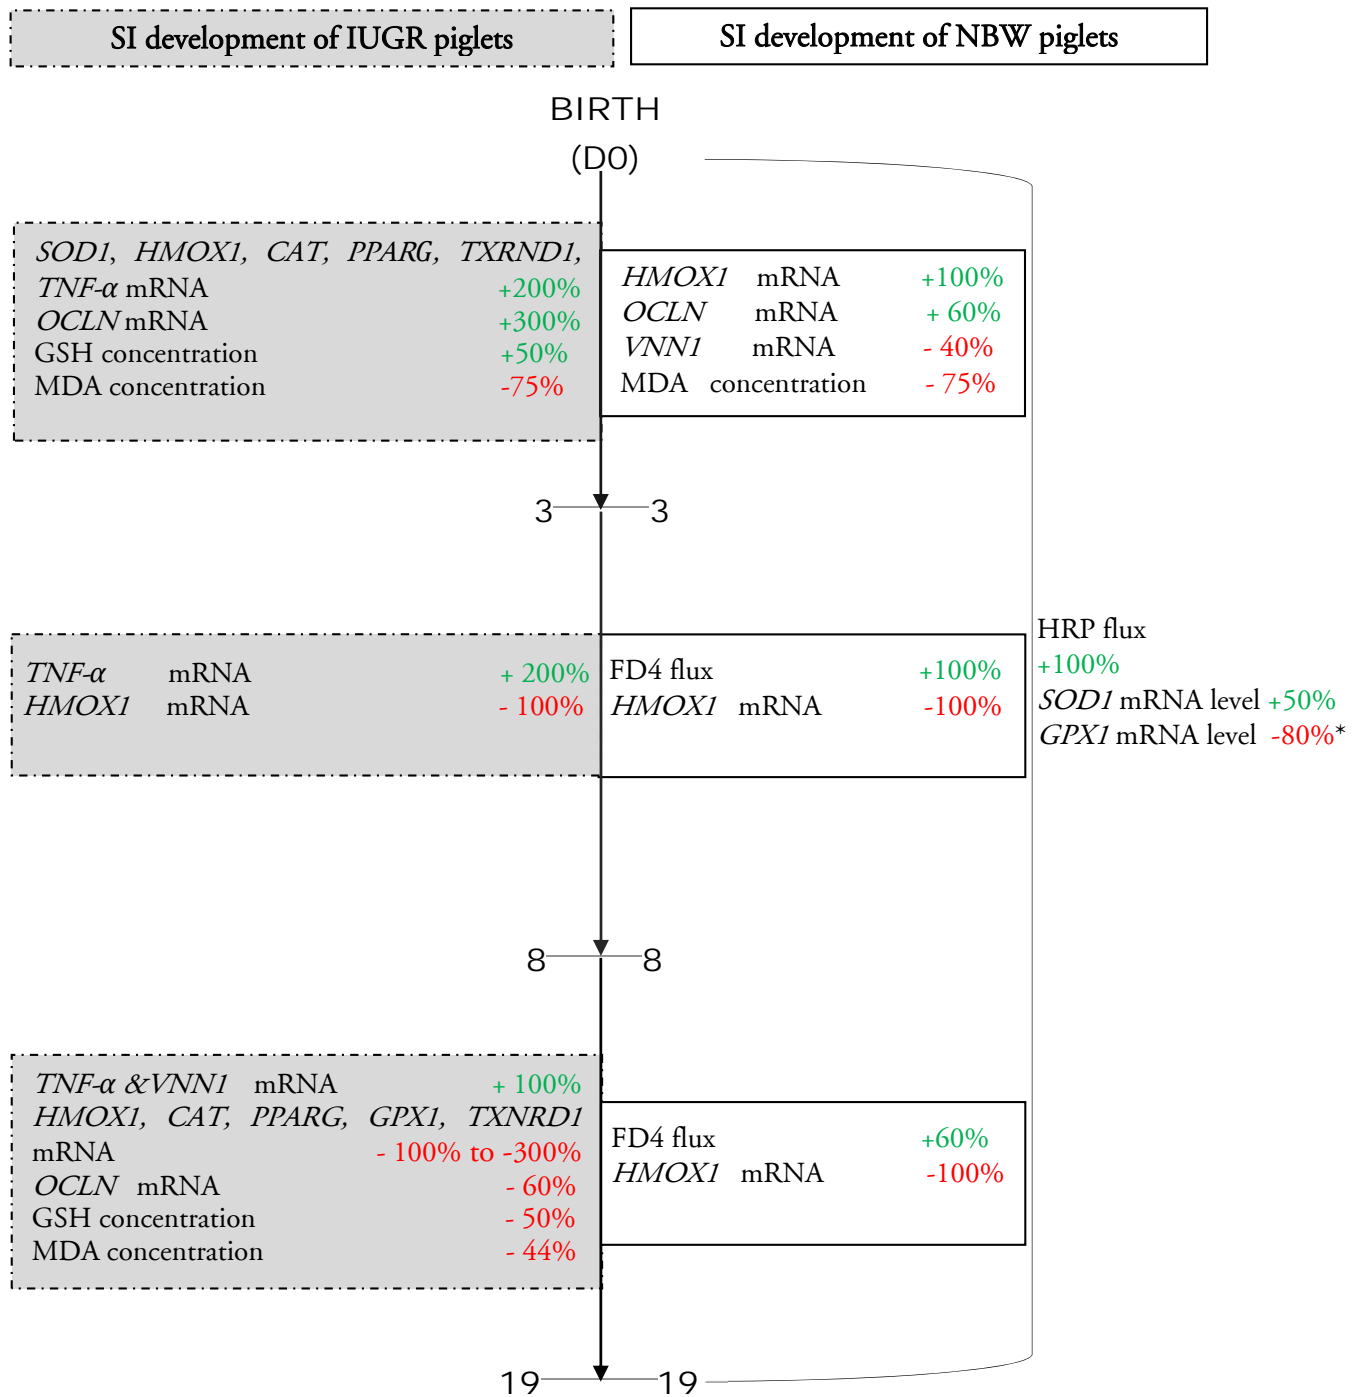 SI development of IUGR piglets
SI development of NBW piglets
BIRTH
(D0)
SOD1, HMOX1, CAT, PPARG, TXRND1,
TNF-α mRNA +200%
OCLN mRNA +300%
GSH concentration +50%
MDA concentration -75%
HMOX1 mRNA +100%
OCLN mRNA + 60%
VNN1 mRNA - 40%
MDA concentration - 75%
3 3
TNF-α mRNA + 200%
HMOX1 mRNA - 100%
FD4 flux +100%
HMOX1 mRNA -100%
HRP flux
+100%
SOD1 mRNA level +50%
GPX1 mRNA level -80%*
8 8
TNF-α &VNN1 mRNA + 100%
HMOX1, CAT, PPARG, GPX1, TXNRD1
mRNA - 100% to -300%
OCLN mRNA - 60%
GSH concentration - 50%
MDA concentration - 44%
FD4 flux +60%
HMOX1 mRNA -100%
19 19